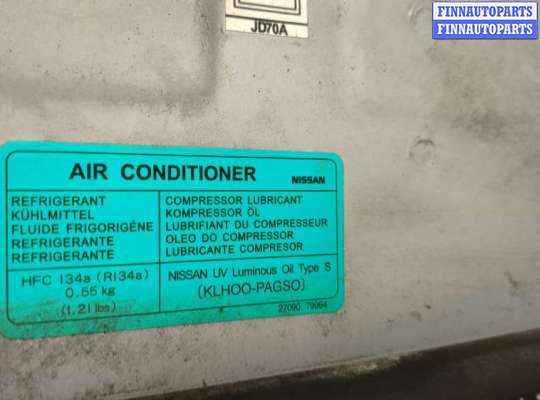 FINNAUTOPARTS
FINNAUTOPARTS
JD70A
AIR CONDITIONER NISSAN
REFRIGERANT
KÜHLMITTEL
FLUIDE FRIGORIGÈNE
REFRIGERANTE
REFRIGERANTE
COMPRESSOR LUBRICANT
KOMPRESSOR ÖL
LUBRIFIANT DU COMPRESSEUR
OLEO DO COMPRESSOR
LUBRICANTE COMPRESOR
HFC 134a (R134a)
0.55 kg
(1.21 lbs)
NISSAN UV Luminous Oil Type S
(KLH00-PAGS0)
27090 79964